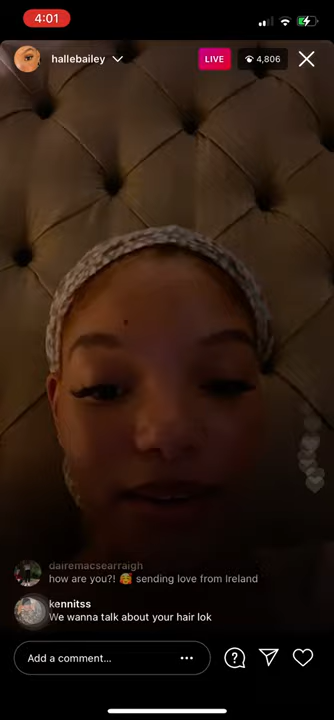 4:01
hallebailey
LIVE
4,806
dairemacsearraigh
how are you?! 🥰 sending love from Ireland
kennitss
We wanna talk about your hair lok
Add a comment...